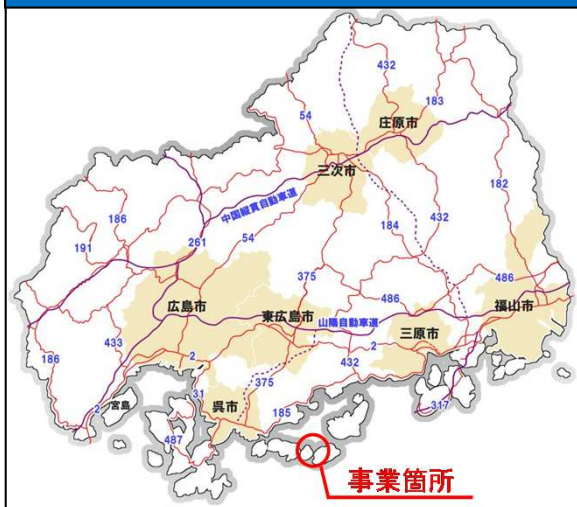 432
54
183
庄原市
三次市
182
186
中国縦貫自動車道
191
261
54
184
432
375
486
広島市
486
福山市
東広島市
山陽自動車道
三原市
433
186
2
2
432
375
31
呉市
宮島
2
185
317
487
事業箇所